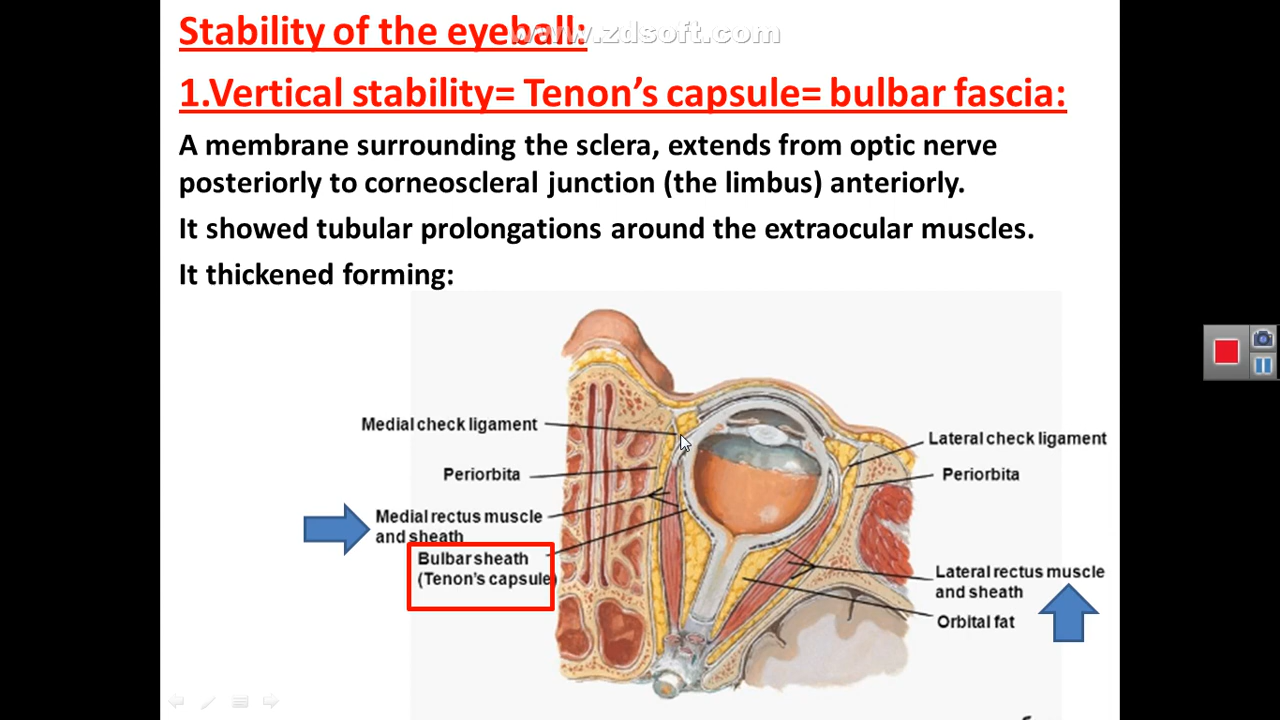 Stability of the eyeball:
www.zdsoft.com
1.Vertical stability= Tenon's capsule= bulbar fascia:
A membrane surrounding the sclera, extends from optic nerve
posteriorly to corneoscleral junction (the limbus) anteriorly.
It showed tubular prolongations around the extraocular muscles.
It thickened forming:
Medial check ligament
Periorbita
Medial rectus muscle
and sheath
Bulbar sheath
(Tenon's capsule
Lateral check ligament
Periorbita
Lateral rectus muscle
and sheath
Orbital fat